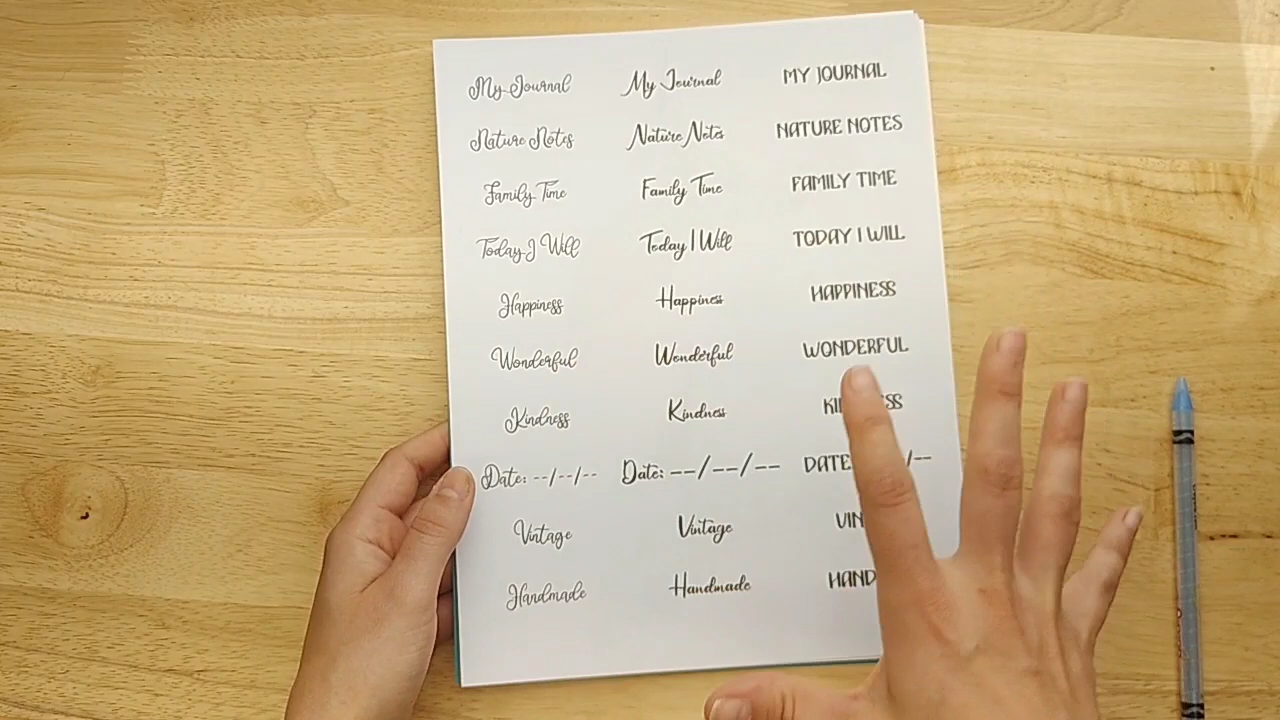 My Journal My Journal MY JOURNAL
Nature Notes Nature Notes NATURE NOTES
Family Time Family Time FAMILY TIME
Today I Will Today I Will TODAY I WILL
Happiness Happiness HAPPINESS
Wonderful Wonderful WONDERFUL
Kindness Kindness
Date: --/--/-- Date: --/--/-- DATE
Vintage Vintage
Handmade Handmade